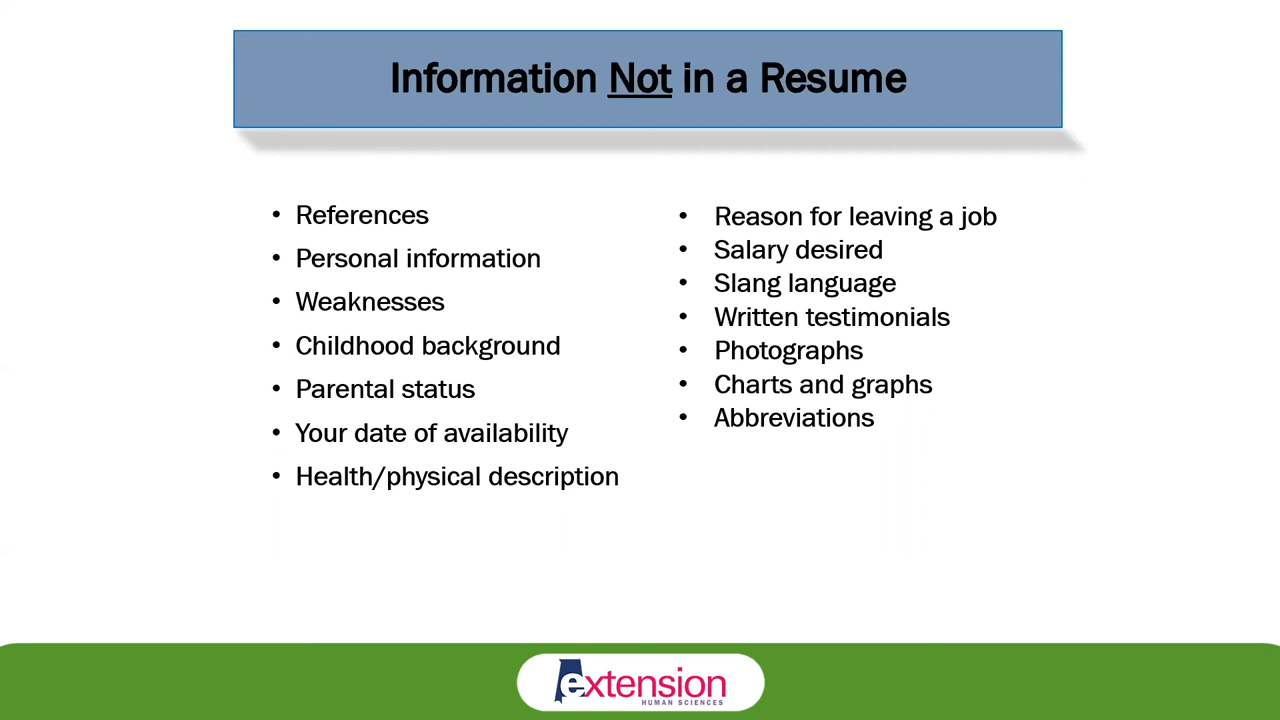 Information Not in a Resume
• References
• Personal information
• Weaknesses
• Childhood background
• Parental status
• Your date of availability
• Health/physical description
• Reason for leaving a job
• Salary desired
• Slang language
• Written testimonials
• Photographs
• Charts and graphs
• Abbreviations
extension
HUMAN SCIENCES